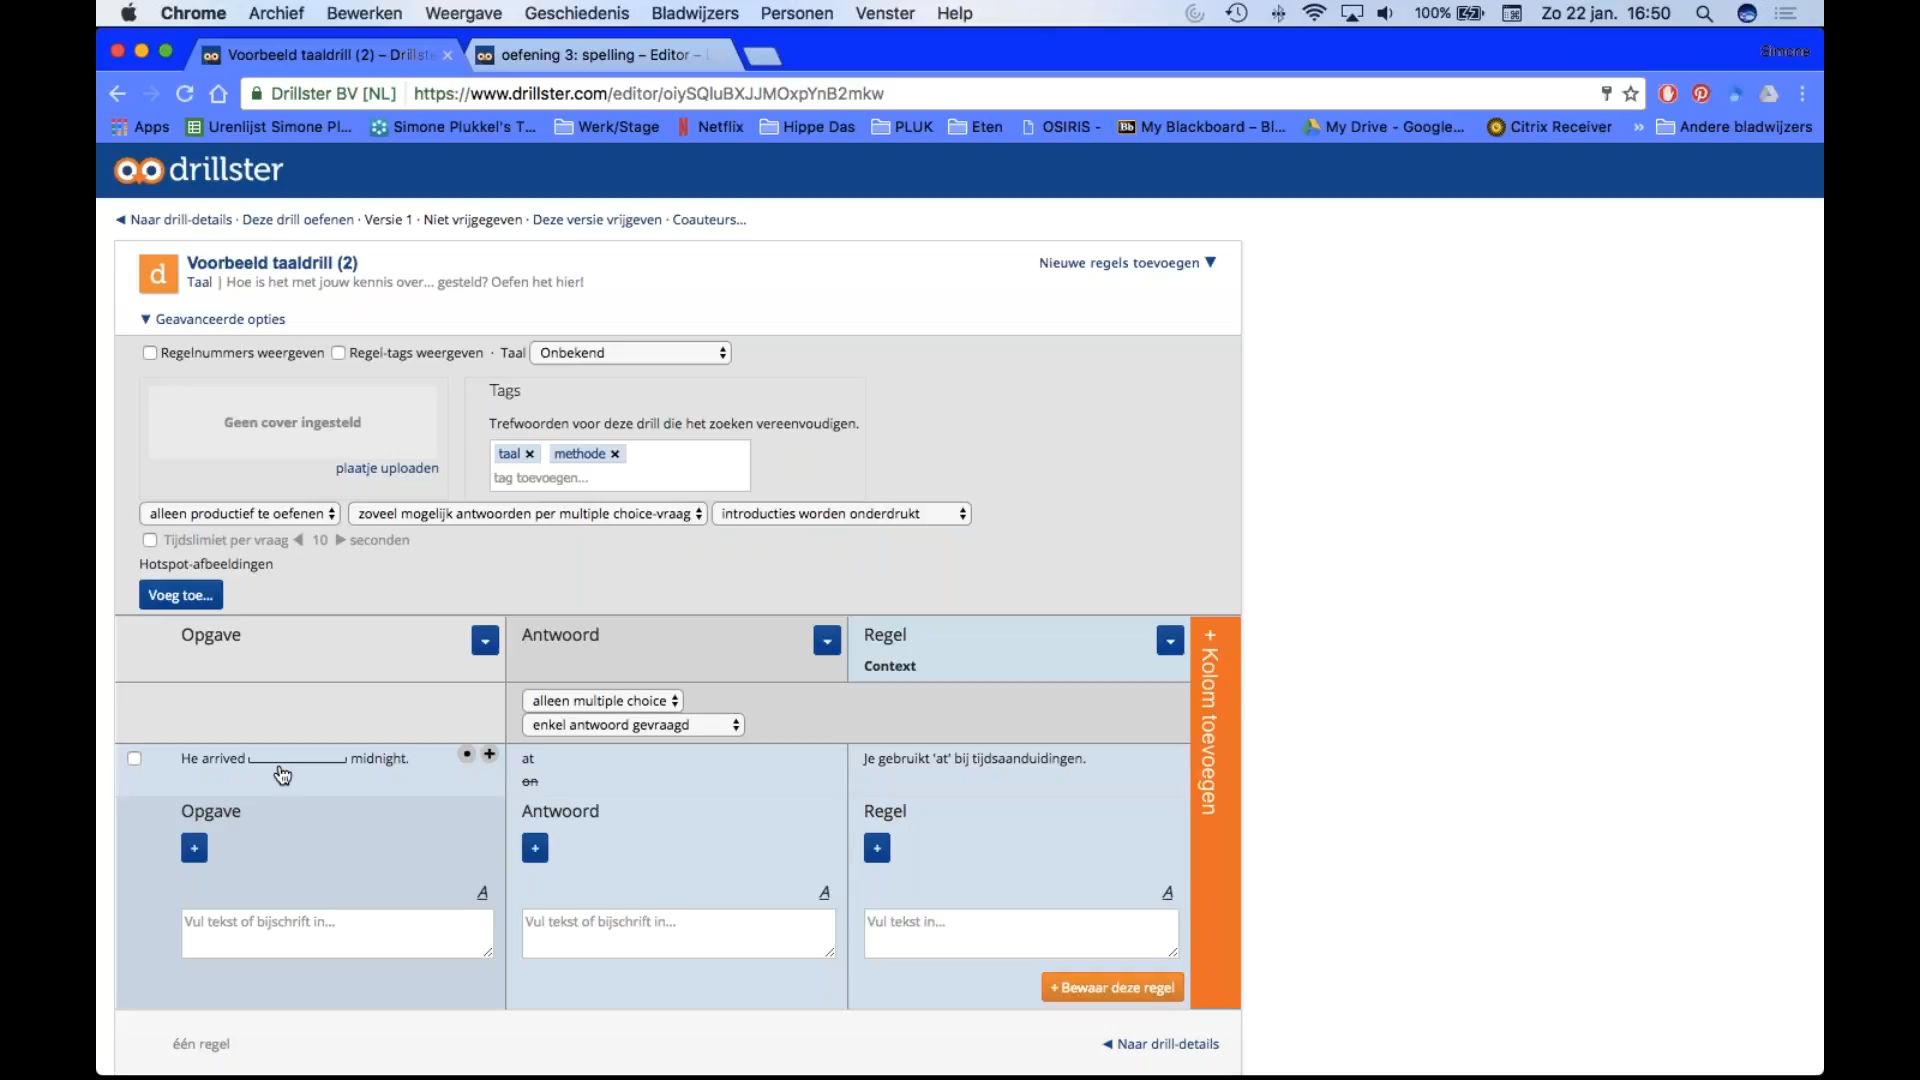 Chrome Archief Bewerken Weergave Geschiedenis Bladwijzers Personen Venster Help 100% Zo 22 jan. 16:50
Voorbeeld taaldrill (2) – Drillst oefening 3: spelling – Editor – Simone
Drillster BV [NL] https://www.drillster.com/editor/oiySQIuBXJJMOxpYnB2mkw
Apps Urenlijst Simone Pl... Simone Plukkel's T... Werk/Stage Netflix Hippe Das PLUK Eten OSIRIS - Bb My Blackboard – Bl... My Drive - Google... Citrix Receiver » Andere bladwijzers
drillster
◀ Naar drill-details · Deze drill oefenen · Versie 1 · Niet vrijgegeven · Deze versie vrijgeven · Coauteurs...
d Voorbeeld taaldrill (2) Nieuwe regels toevoegen ▼
Taal | Hoe is het met jouw kennis over... gesteld? Oefen het hier!
▼ Geavanceerde opties
Regelnummers weergeven Regel-tags weergeven · Taal Onbekend
Tags
Geen cover ingesteld
Trefwoorden voor deze drill die het zoeken vereenvoudigen.
taal × methode ×
plaatje uploaden
tag toevoegen...
alleen productief te oefenen zoveel mogelijk antwoorden per multiple choice-vraag introducties worden onderdrukt
Tijdslimiet per vraag ◀ 10 ▶ seconden
Hotspot-afbeeldingen
Voeg toe...
Opgave Antwoord Regel
Context
+ Kolom toevoegen
alleen multiple choice
enkel antwoord gevraagd
He arrived ____________ midnight. at Je gebruikt 'at' bij tijdsaanduidingen.
on
Opgave Antwoord Regel
+ + +
A A A
Vul tekst of bijschrift in... Vul tekst of bijschrift in... Vul tekst in...
+ Bewaar deze regel
één regel ◀ Naar drill-details